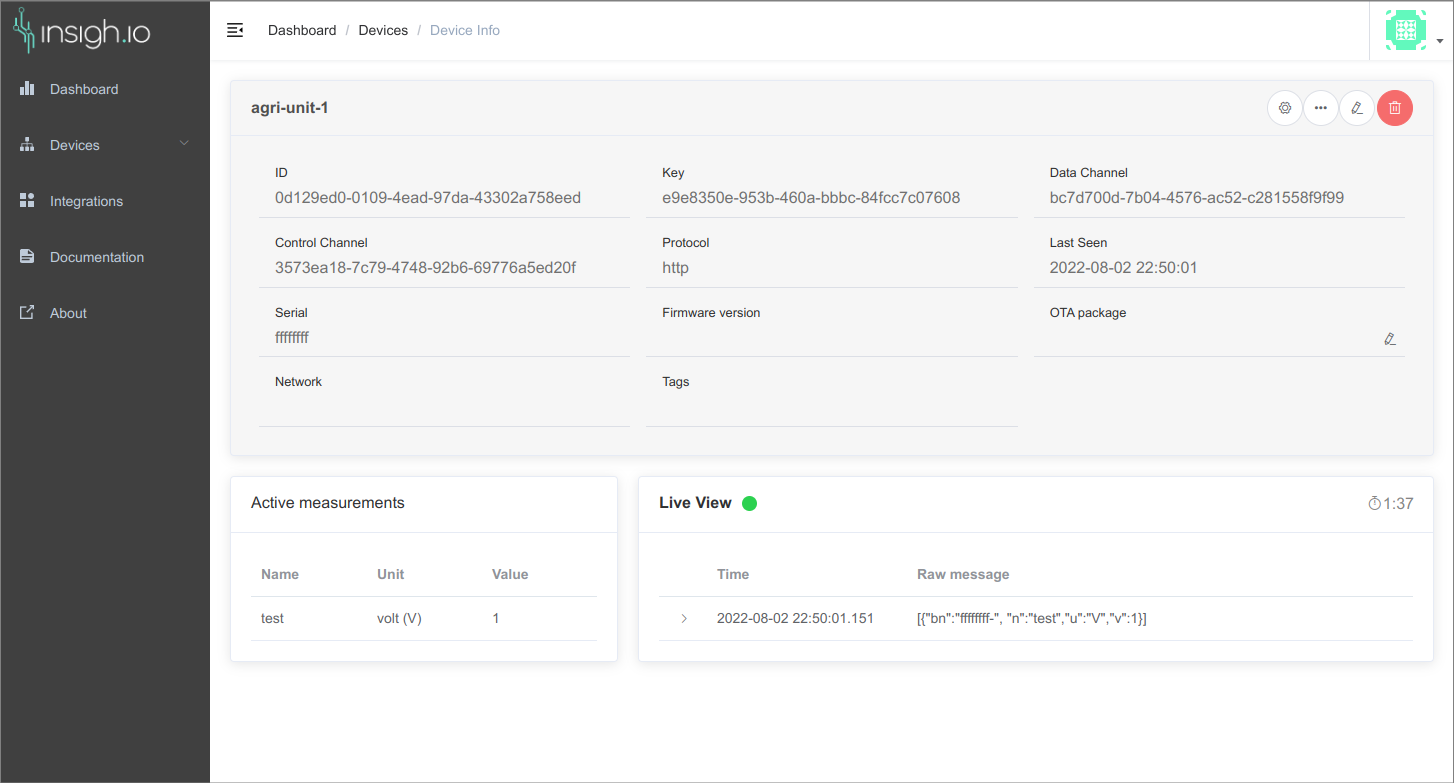 insigh.io
Dashboard / Devices / Device Info
Dashboard
Devices
Integrations
Documentation
About
agri-unit-1
ID Key Data Channel
0d129ed0-0109-4ead-97da-43302a758eed e9e8350e-953b-460a-bbbc-84fcc7c07608 bc7d700d-7b04-4576-ac52-c281558f9f99
Control Channel Protocol Last Seen
3573ea18-7c79-4748-92b6-69776a5ed20f http 2022-08-02 22:50:01
Serial Firmware version OTA package
ffffffff
Network Tags
Active measurements
Name Unit Value
test volt (V) 1
Live View 1:37
Time Raw message
2022-08-02 22:50:01.151 [{"bn":"ffffffff-", "n":"test","u":"V","v":1}]